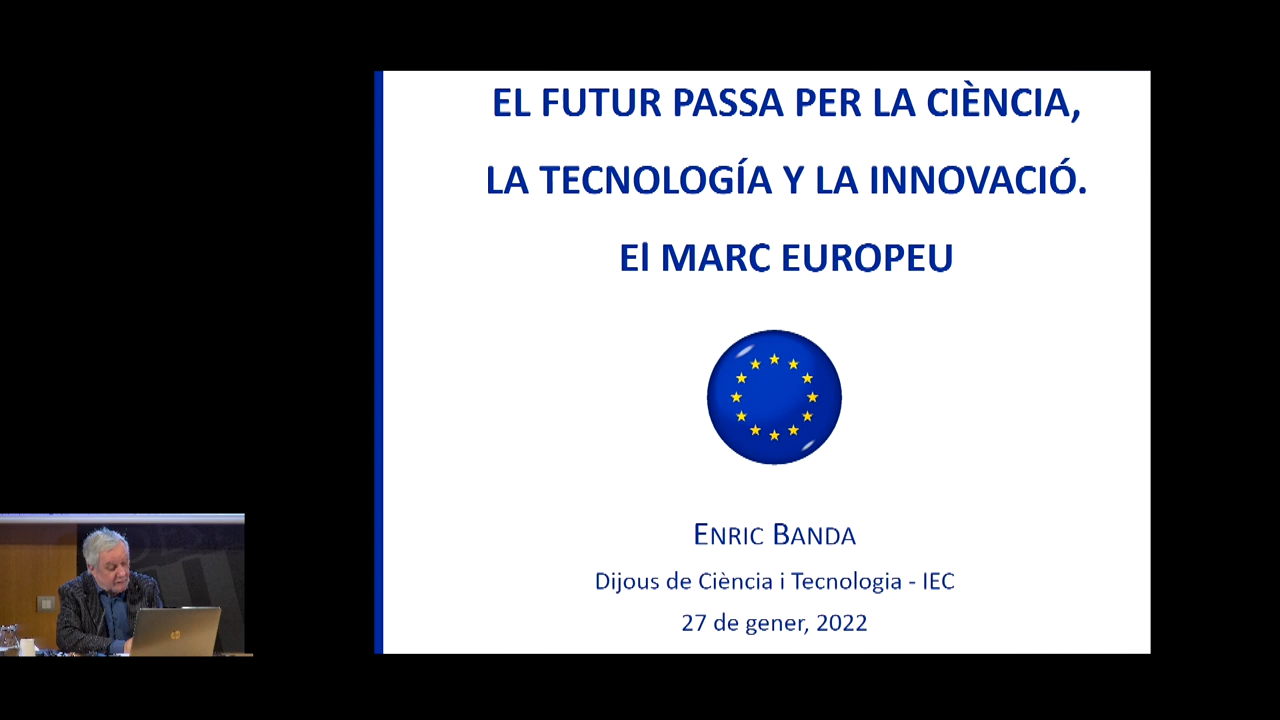 EL FUTUR PASSA PER LA CIÈNCIA,
LA TECNOLOGÍA Y LA INNOVACIÓ.
El MARC EUROPEU
ENRIC BANDA
Dijous de Ciència i Tecnologia - IEC
27 de gener, 2022